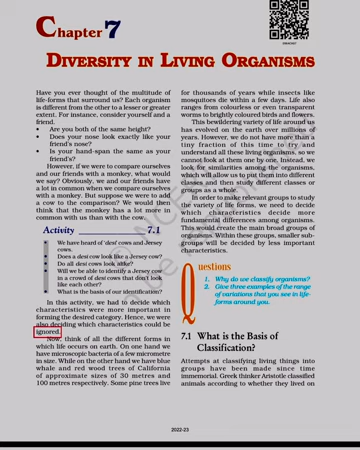 Chapter 7
DIVERSITY IN LIVING ORGANISMS
Have you ever thought of the multitude of
life-forms that surround us? Each organism
is different from the other to a lesser or greater
extent. For instance, consider yourself and a
friend.
• Are you both of the same height?
• Does your nose look exactly like your
friend's nose?
• Is your hand-span the same as your
friend's?
However, if we were to compare ourselves
and our friends with a monkey, what would
we say? Obviously, we and our friends have
a lot in common when we compare ourselves
with a monkey. But suppose we were to add
a cow to the comparison? We would then
think that the monkey has a lot more in
common with us than with the cow.
Activity 7.1
• We have heard of 'desi' cows and Jersey
cows.
• Does a desi cow look like a Jersey cow?
• Do all desi cows look alike?
• Will we be able to identify a Jersey cow
in a crowd of desi cows that don't look
like each other?
• What is the basis of our identification?
In this activity, we had to decide which
characteristics were more important in
forming the desired category. Hence, we were
also deciding which characteristics could be
ignored.
Now, think of all the different forms in
which life occurs on earth. On one hand we
have microscopic bacteria of a few micrometre
in size. While on the other hand we have blue
whale and red wood trees of California
of approximate sizes of 30 metres and
100 metres respectively. Some pine trees live
for thousands of years while insects like
mosquitoes die within a few days. Life also
ranges from colourless or even transparent
worms to brightly coloured birds and flowers.
This bewildering variety of life around us
has evolved on the earth over millions of
years. However, we do not have more than a
tiny fraction of this time to try and
understand all these living organisms, so we
cannot look at them one by one. Instead, we
look for similarities among the organisms,
which will allow us to put them into different
classes and then study different classes or
groups as a whole.
In order to make relevant groups to study
the variety of life forms, we need to decide
which characteristics decide more
fundamental differences among organisms.
This would create the main broad groups of
organisms. Within these groups, smaller sub-
groups will be decided by less important
characteristics.
Questions
1. Why do we classify organisms?
2. Give three examples of the range
of variations that you see in life-
forms around you.
7.1 What is the Basis of
Classification?
Attempts at classifying living things into
groups have been made since time
immemorial. Greek thinker Aristotle classified
animals according to whether they lived on
2022-23